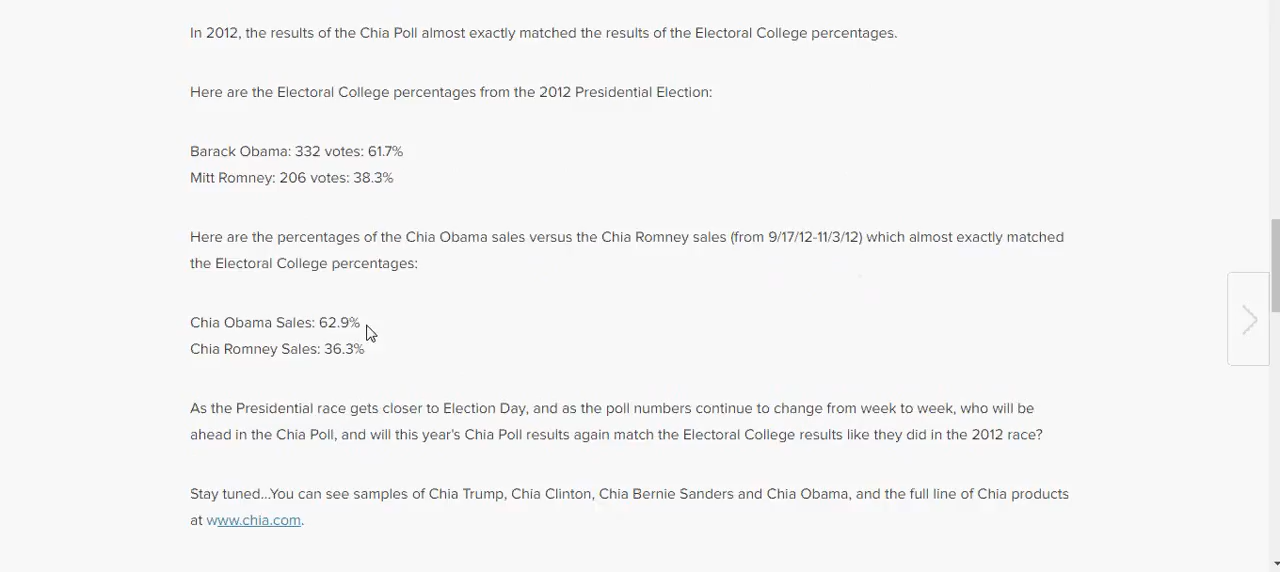 In 2012, the results of the Chia Poll almost exactly matched the results of the Electoral College percentages.
Here are the Electoral College percentages from the 2012 Presidential Election:
Barack Obama: 332 votes: 61.7%
Mitt Romney: 206 votes: 38.3%
Here are the percentages of the Chia Obama sales versus the Chia Romney sales (from 9/17/12-11/3/12) which almost exactly matched
the Electoral College percentages:
Chia Obama Sales: 62.9%
Chia Romney Sales: 36.3%
As the Presidential race gets closer to Election Day, and as the poll numbers continue to change from week to week, who will be
ahead in the Chia Poll, and will this year's Chia Poll results again match the Electoral College results like they did in the 2012 race?
Stay tuned...You can see samples of Chia Trump, Chia Clinton, Chia Bernie Sanders and Chia Obama, and the full line of Chia products
at www.chia.com.